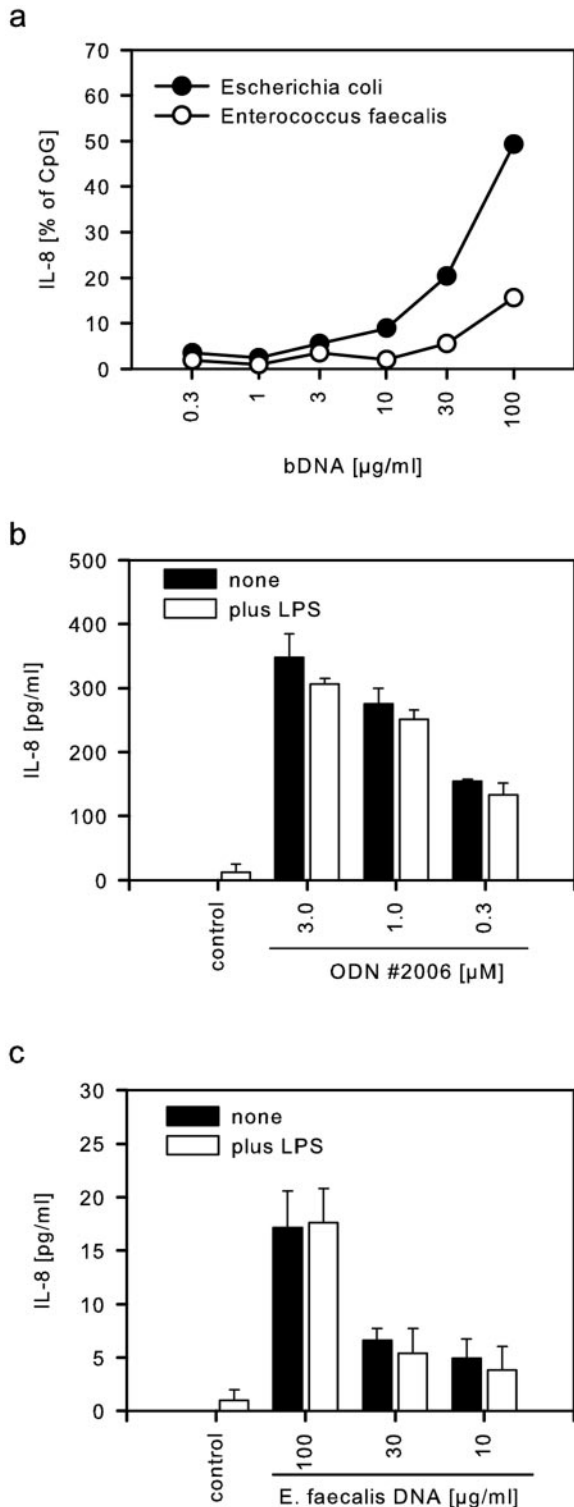 a
70
60
50
40
30
20
10
0
IL-8 [% of CpG]
Escherichia coli
Enterococcus faecalis
0.3
1
3
10
30
100
bDNA [µg/ml]
b
500
400
300
200
100
0
IL-8 [pg/ml]
none
plus LPS
control
3.0
1.0
0.3
ODN #2006 [µM]
c
30
25
20
15
10
5
0
IL-8 [pg/ml]
none
plus LPS
control
100
30
10
E. faecalis DNA [µg/ml]